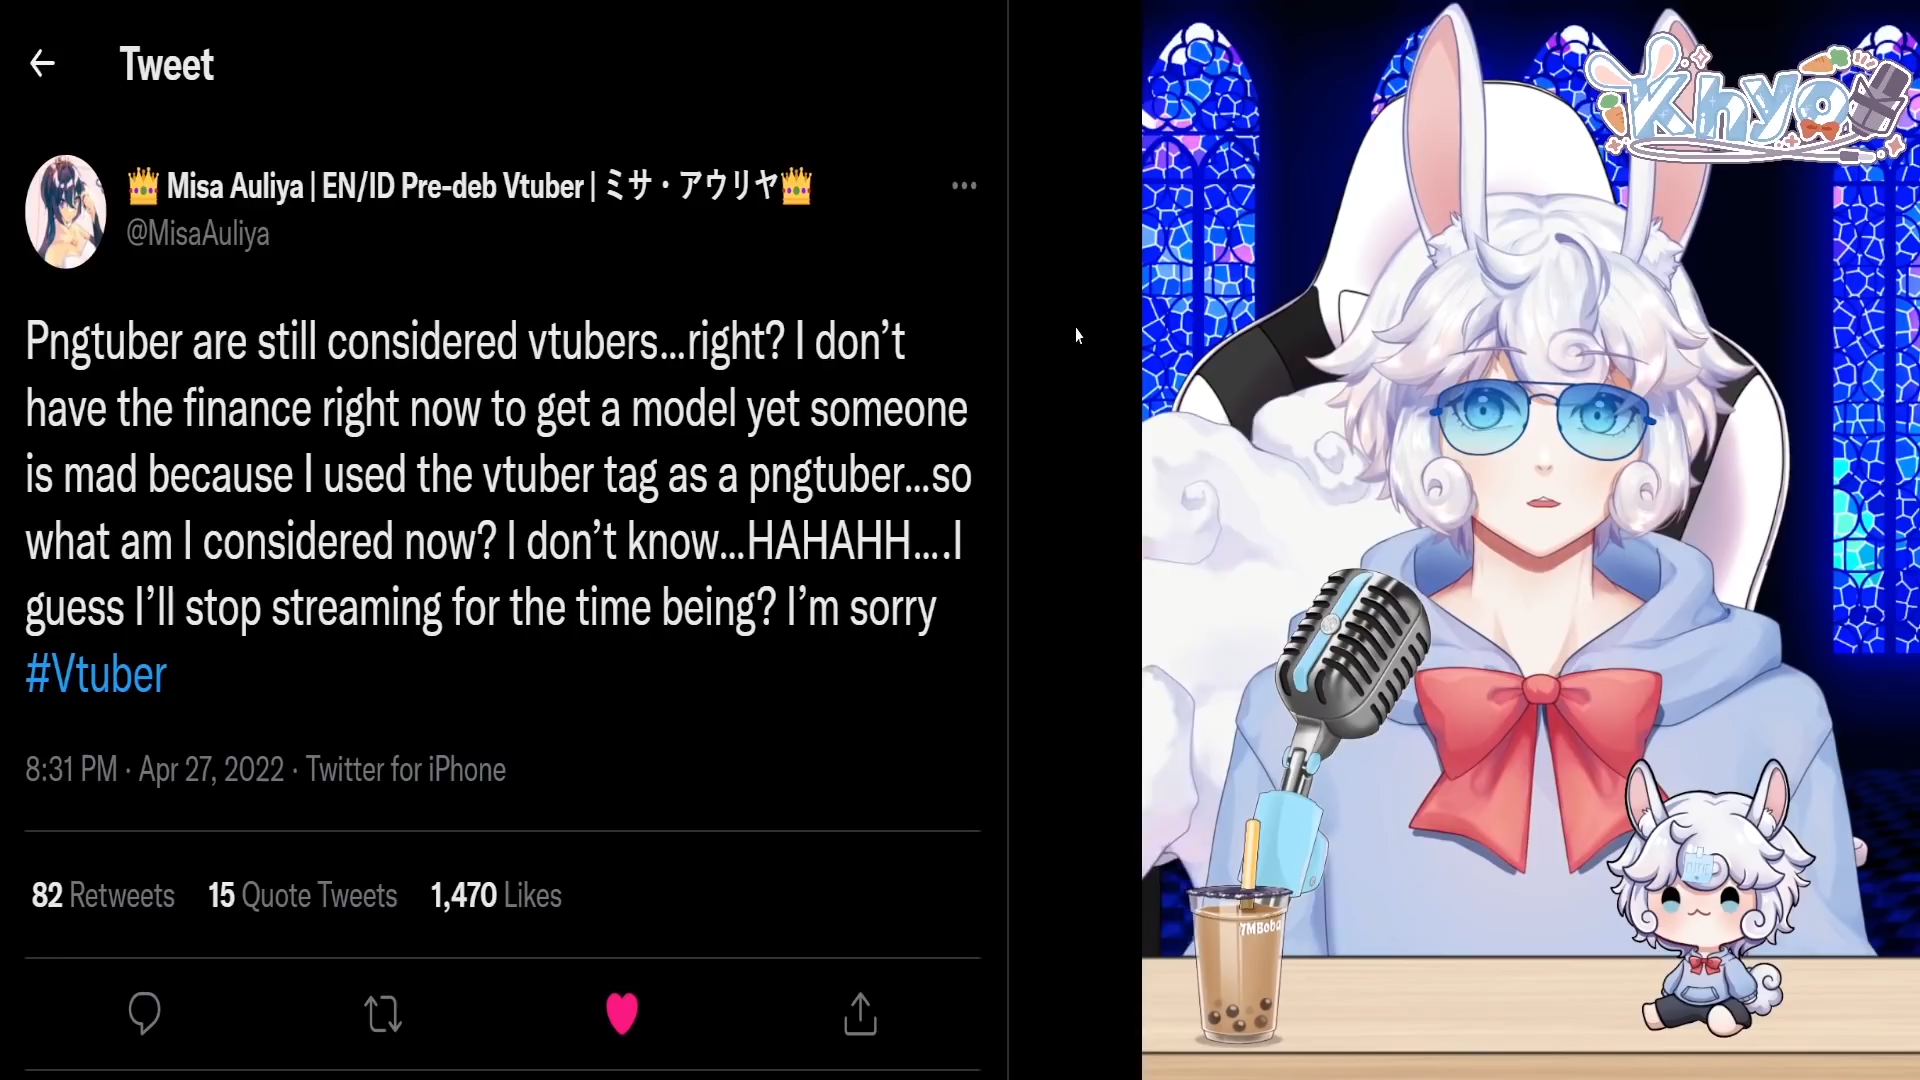 Tweet
Misa Auliya | EN/ID Pre-deb Vtuber | ミサ・アウリヤ
@MisaAuliya
Pngtuber are still considered vtubers...right? I don’t
have the finance right now to get a model yet someone
is mad because I used the vtuber tag as a pngtuber...so
what am I considered now? I don’t know...HAHAHH....I
guess I’ll stop streaming for the time being? I’m sorry
#Vtuber
8:31 PM · Apr 27, 2022 · Twitter for iPhone
82 Retweets 15 Quote Tweets 1,470 Likes
Khyo
7MBoba